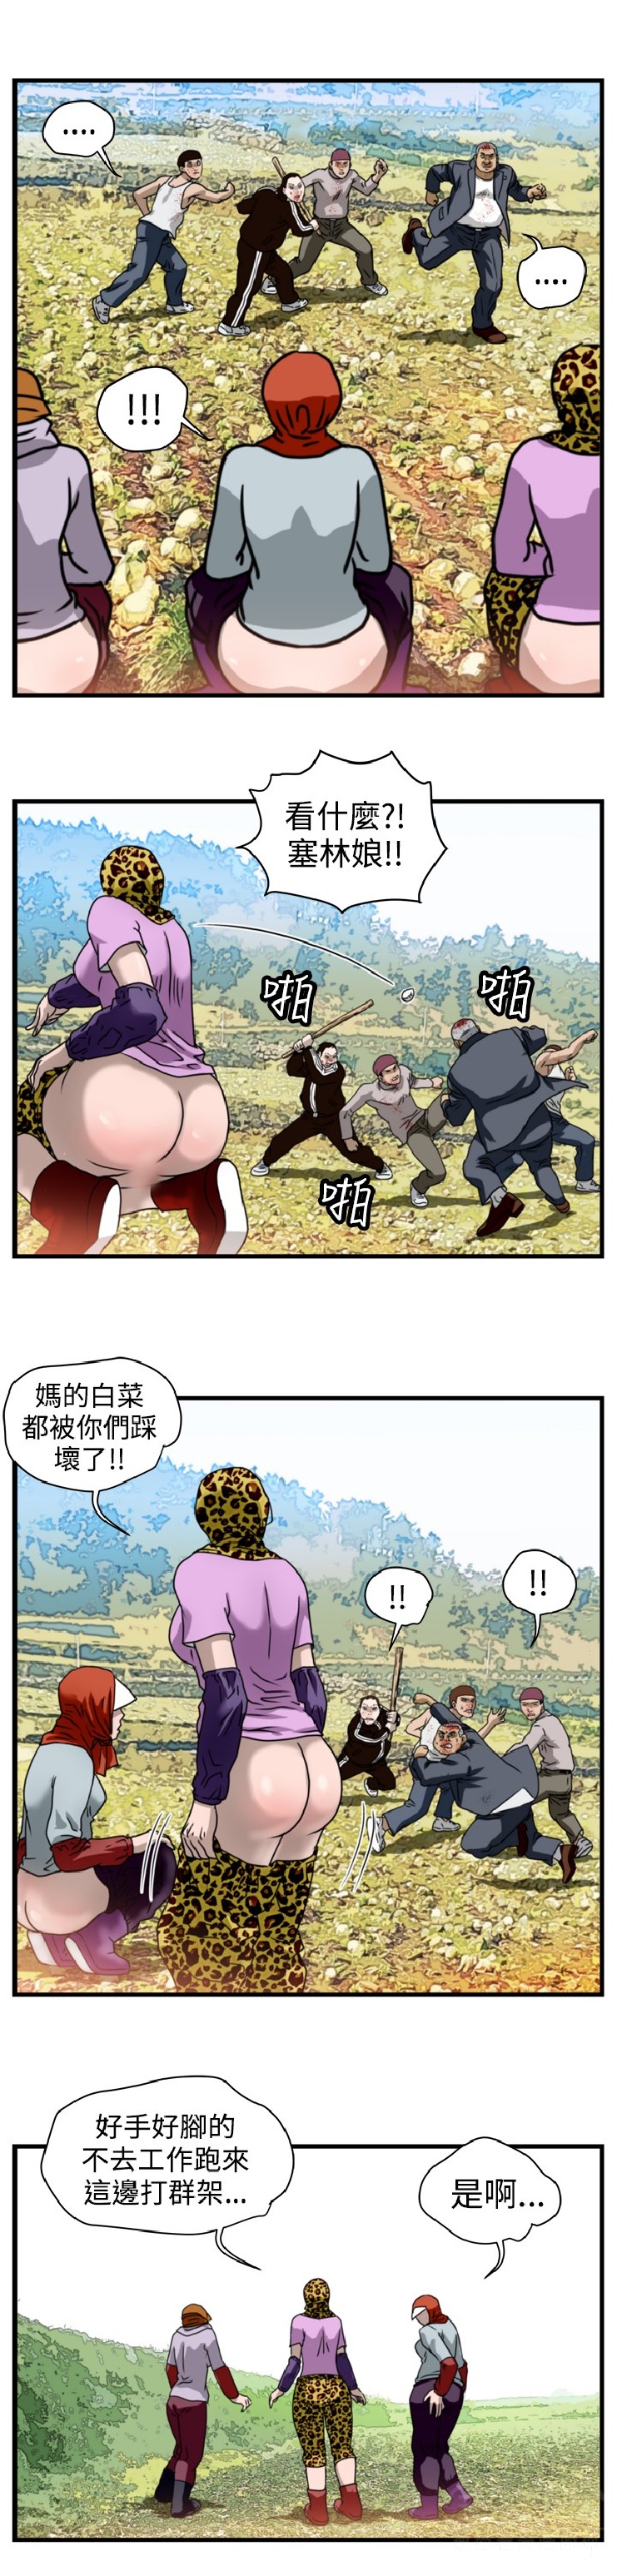 ....
....
!!!
看什麼?!
塞林娘!!
啪
啪
啪
媽的白菜
都被你們踩
壞了!!
!!
!!
好手好腳的
不去工作跑來
這邊打群架...
是啊...